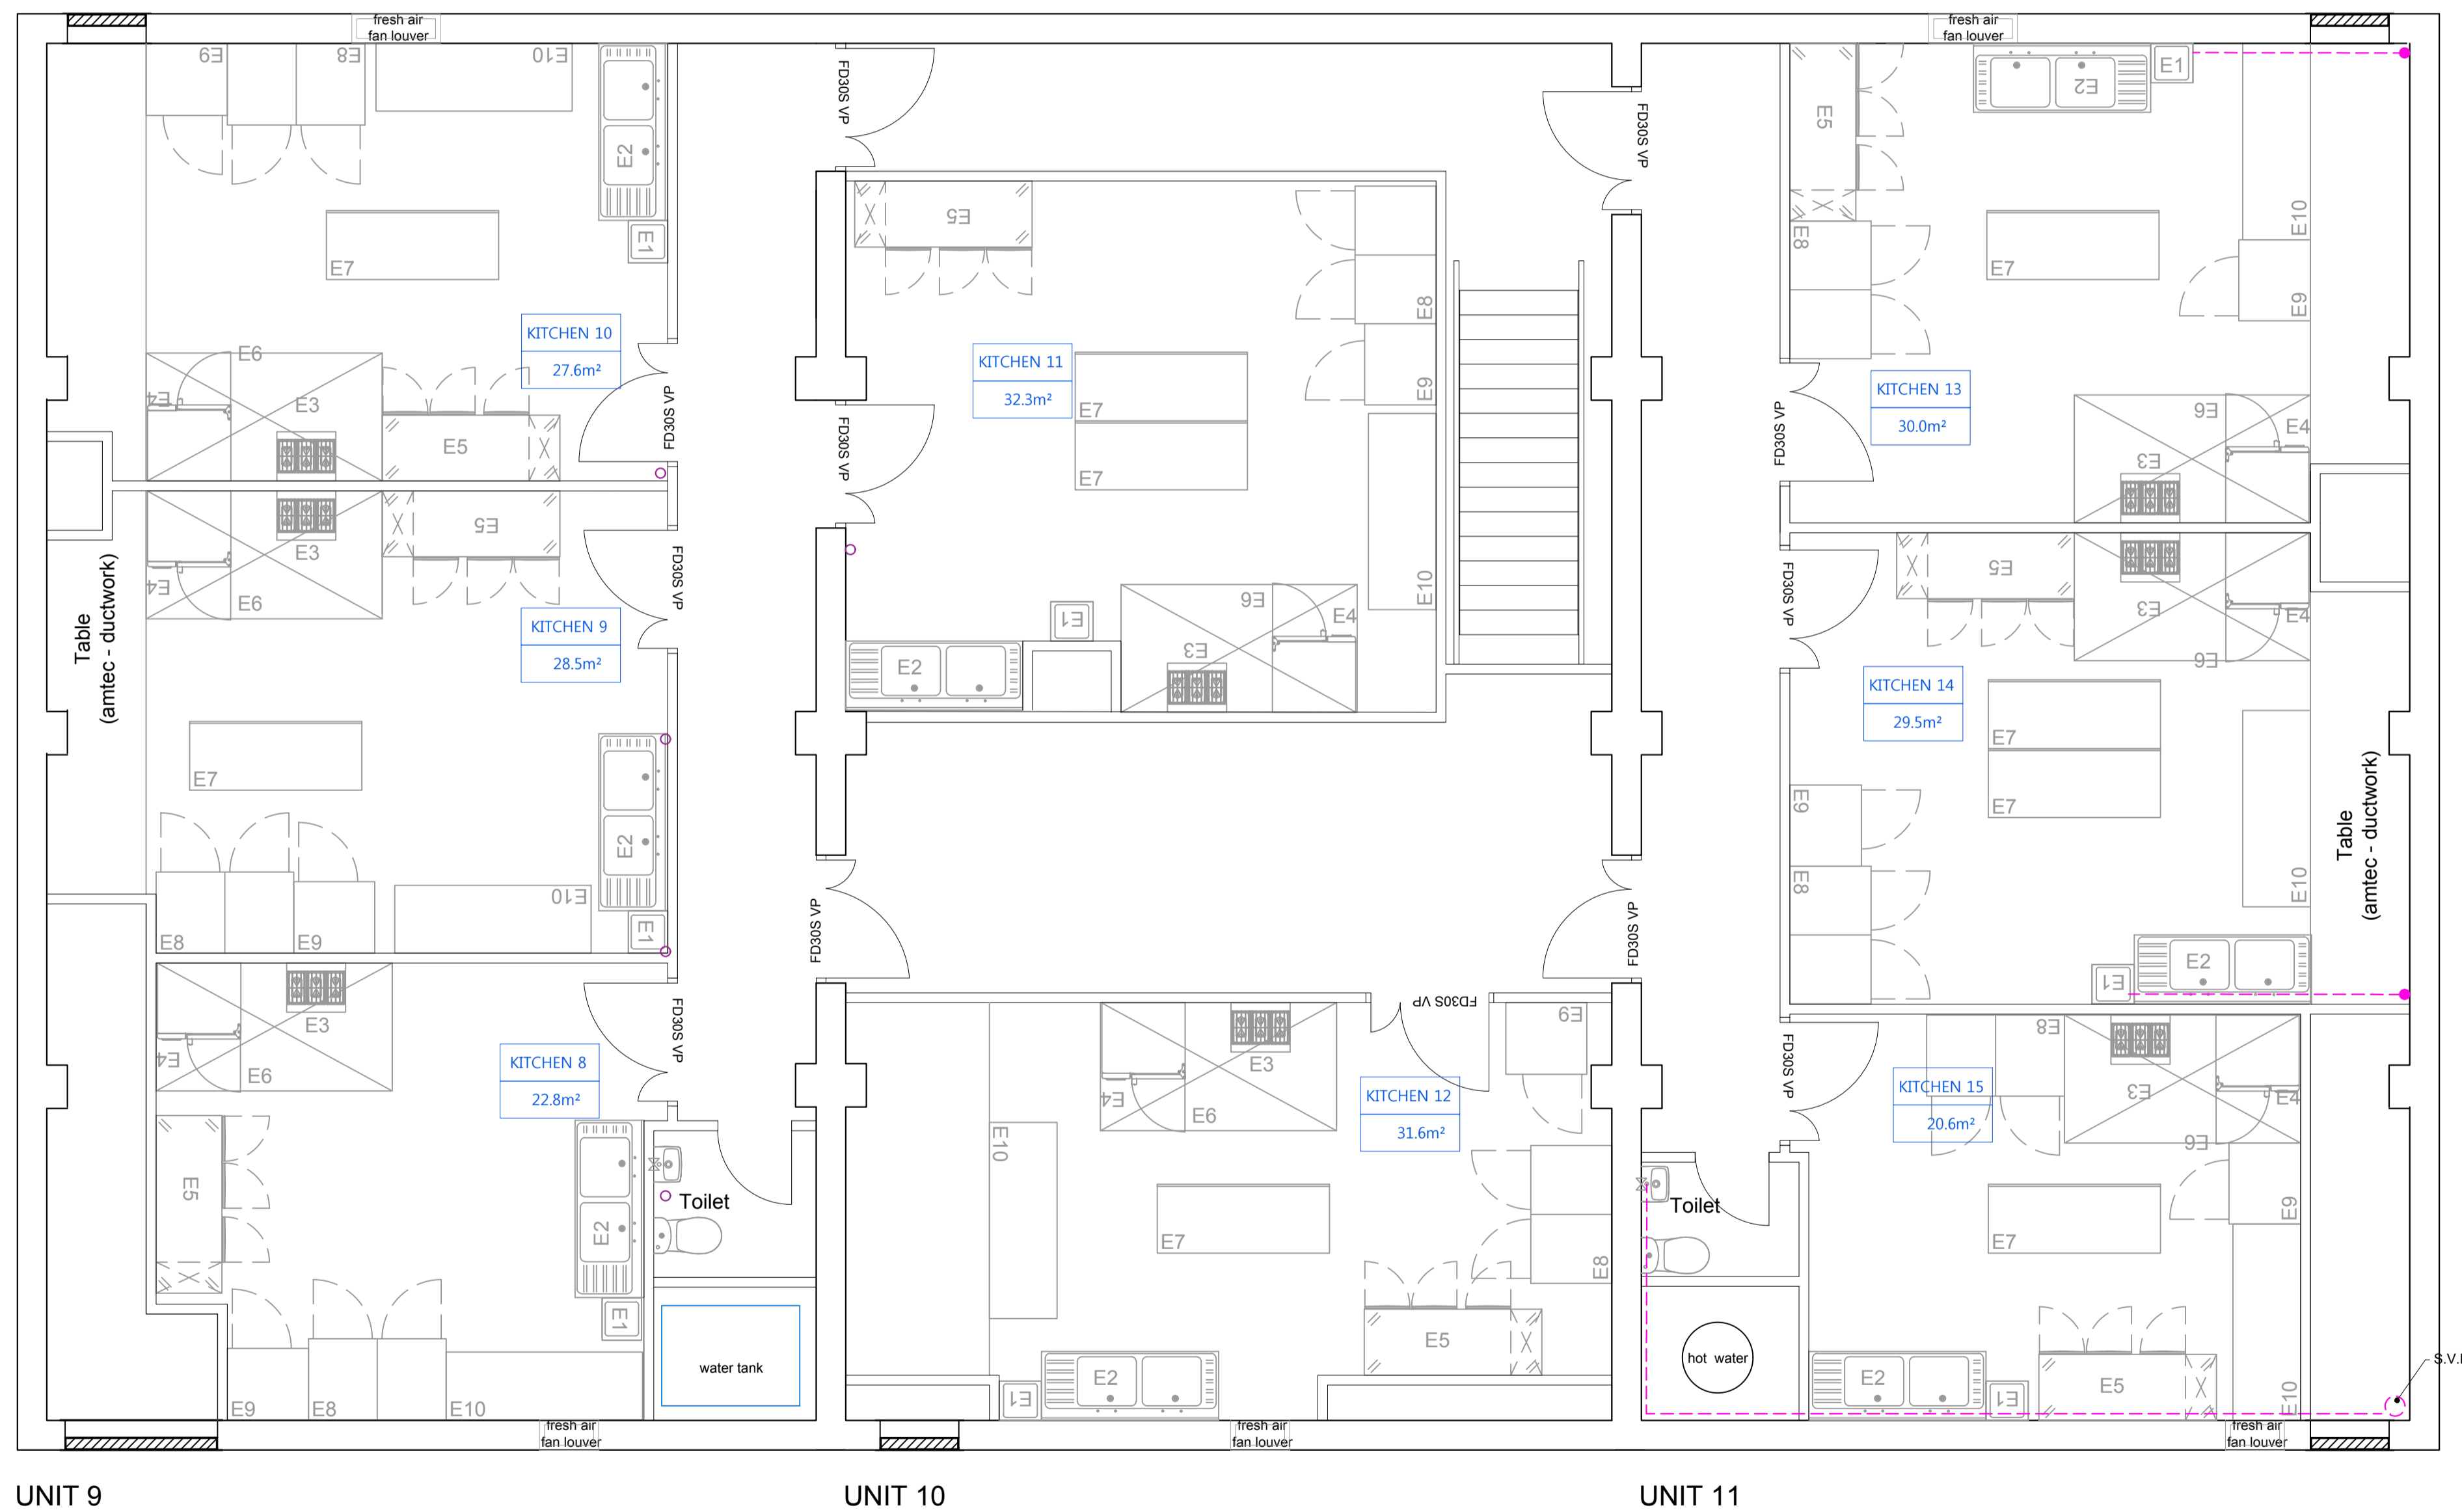 fresh air
fan louver
fresh air
fan louver
E9
E8
E10
E2
E1
E7
KITCHEN 10
27.6m²
E6
E4
E3
E5
FD30S VP
FD30S VP
E5
KITCHEN 11
32.3m²
E7
E7
E8
E9
E10
E1
E2
E3
E6
E4
FD30S VP
FD30S VP
E5
E2
E1
E10
E8
E7
E9
KITCHEN 13
30.0m²
E6
E4
E3
FD30S VP
E3
E5
E4
E6
FD30S VP
KITCHEN 9
28.5m²
Table
(amtec - ductwork)
E7
E2
E10
E1
E8
E9
E5
E3
E4
E6
FD30S VP
KITCHEN 14
29.5m²
E7
E7
E9
E8
E10
Table
(amtec - ductwork)
E2
E1
FD30S VP
FD30S VP
E3
E4
E6
FD30S VP
KITCHEN 8
22.8m²
E5
E2
E1
E9
E8
E10
Toilet
water tank
FD30S VP
E9
E3
E4
E6
KITCHEN 12
31.6m²
E10
E7
E8
E5
E2
E1
FD30S VP
E8
E3
E4
E6
KITCHEN 15
20.6m²
E9
E7
Toilet
hot water
E2
E1
E5
E10
S.V.
fresh air
fan louver
fresh air
fan louver
fresh air
fan louver
UNIT 9
UNIT 10
UNIT 11